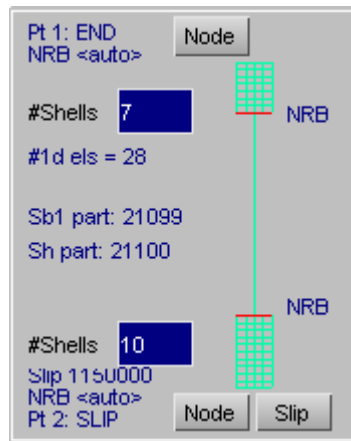 Pt 1: END
NRB <auto>
Node
#Shells 7
NRB
#1d els = 28
Sb1 part: 21099
Sh part: 21100
NRB
#Shells 10
Slip 1150000
NRB <auto>
Pt 2: SLIP
Node
Slip